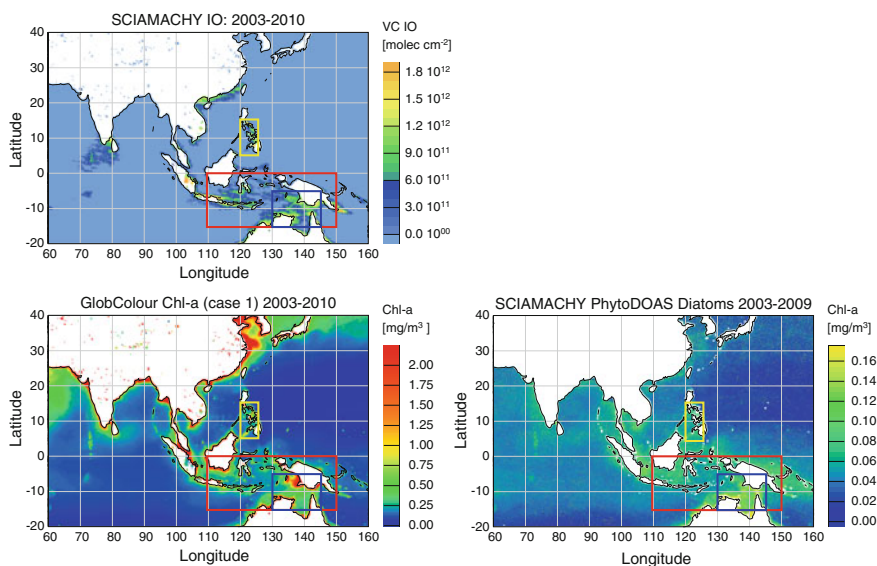 SCIAMACHY IO: 2003-2010
VC IO
[molec cm-2]
40
30
20
10
0
-10
-20
Latitude
60 70 80 90 100 110 120 130 140 150 160
Longitude
1.8 10¹²
1.5 10¹²
1.2 10¹²
9.0 10¹¹
6.0 10¹¹
3.0 10¹¹
0.0 10⁰⁰
GlobColour Chl-a (case 1) 2003-2010
Chl-a
[mg/m³ ]
40
30
20
10
0
-10
-20
Latitude
60 70 80 90 100 110 120 130 140 150 160
Longitude
2.00
1.75
1.50
1.25
1.00
0.75
0.50
0.25
0.00
SCIAMACHY PhytoDOAS Diatoms 2003-2009
Chl-a
[mg/m³]
40
30
20
10
0
-10
-20
Latitude
60 70 80 90 100 110 120 130 140 150 160
Longitude
0.16
0.14
0.12
0.10
0.08
0.06
0.04
0.02
0.00